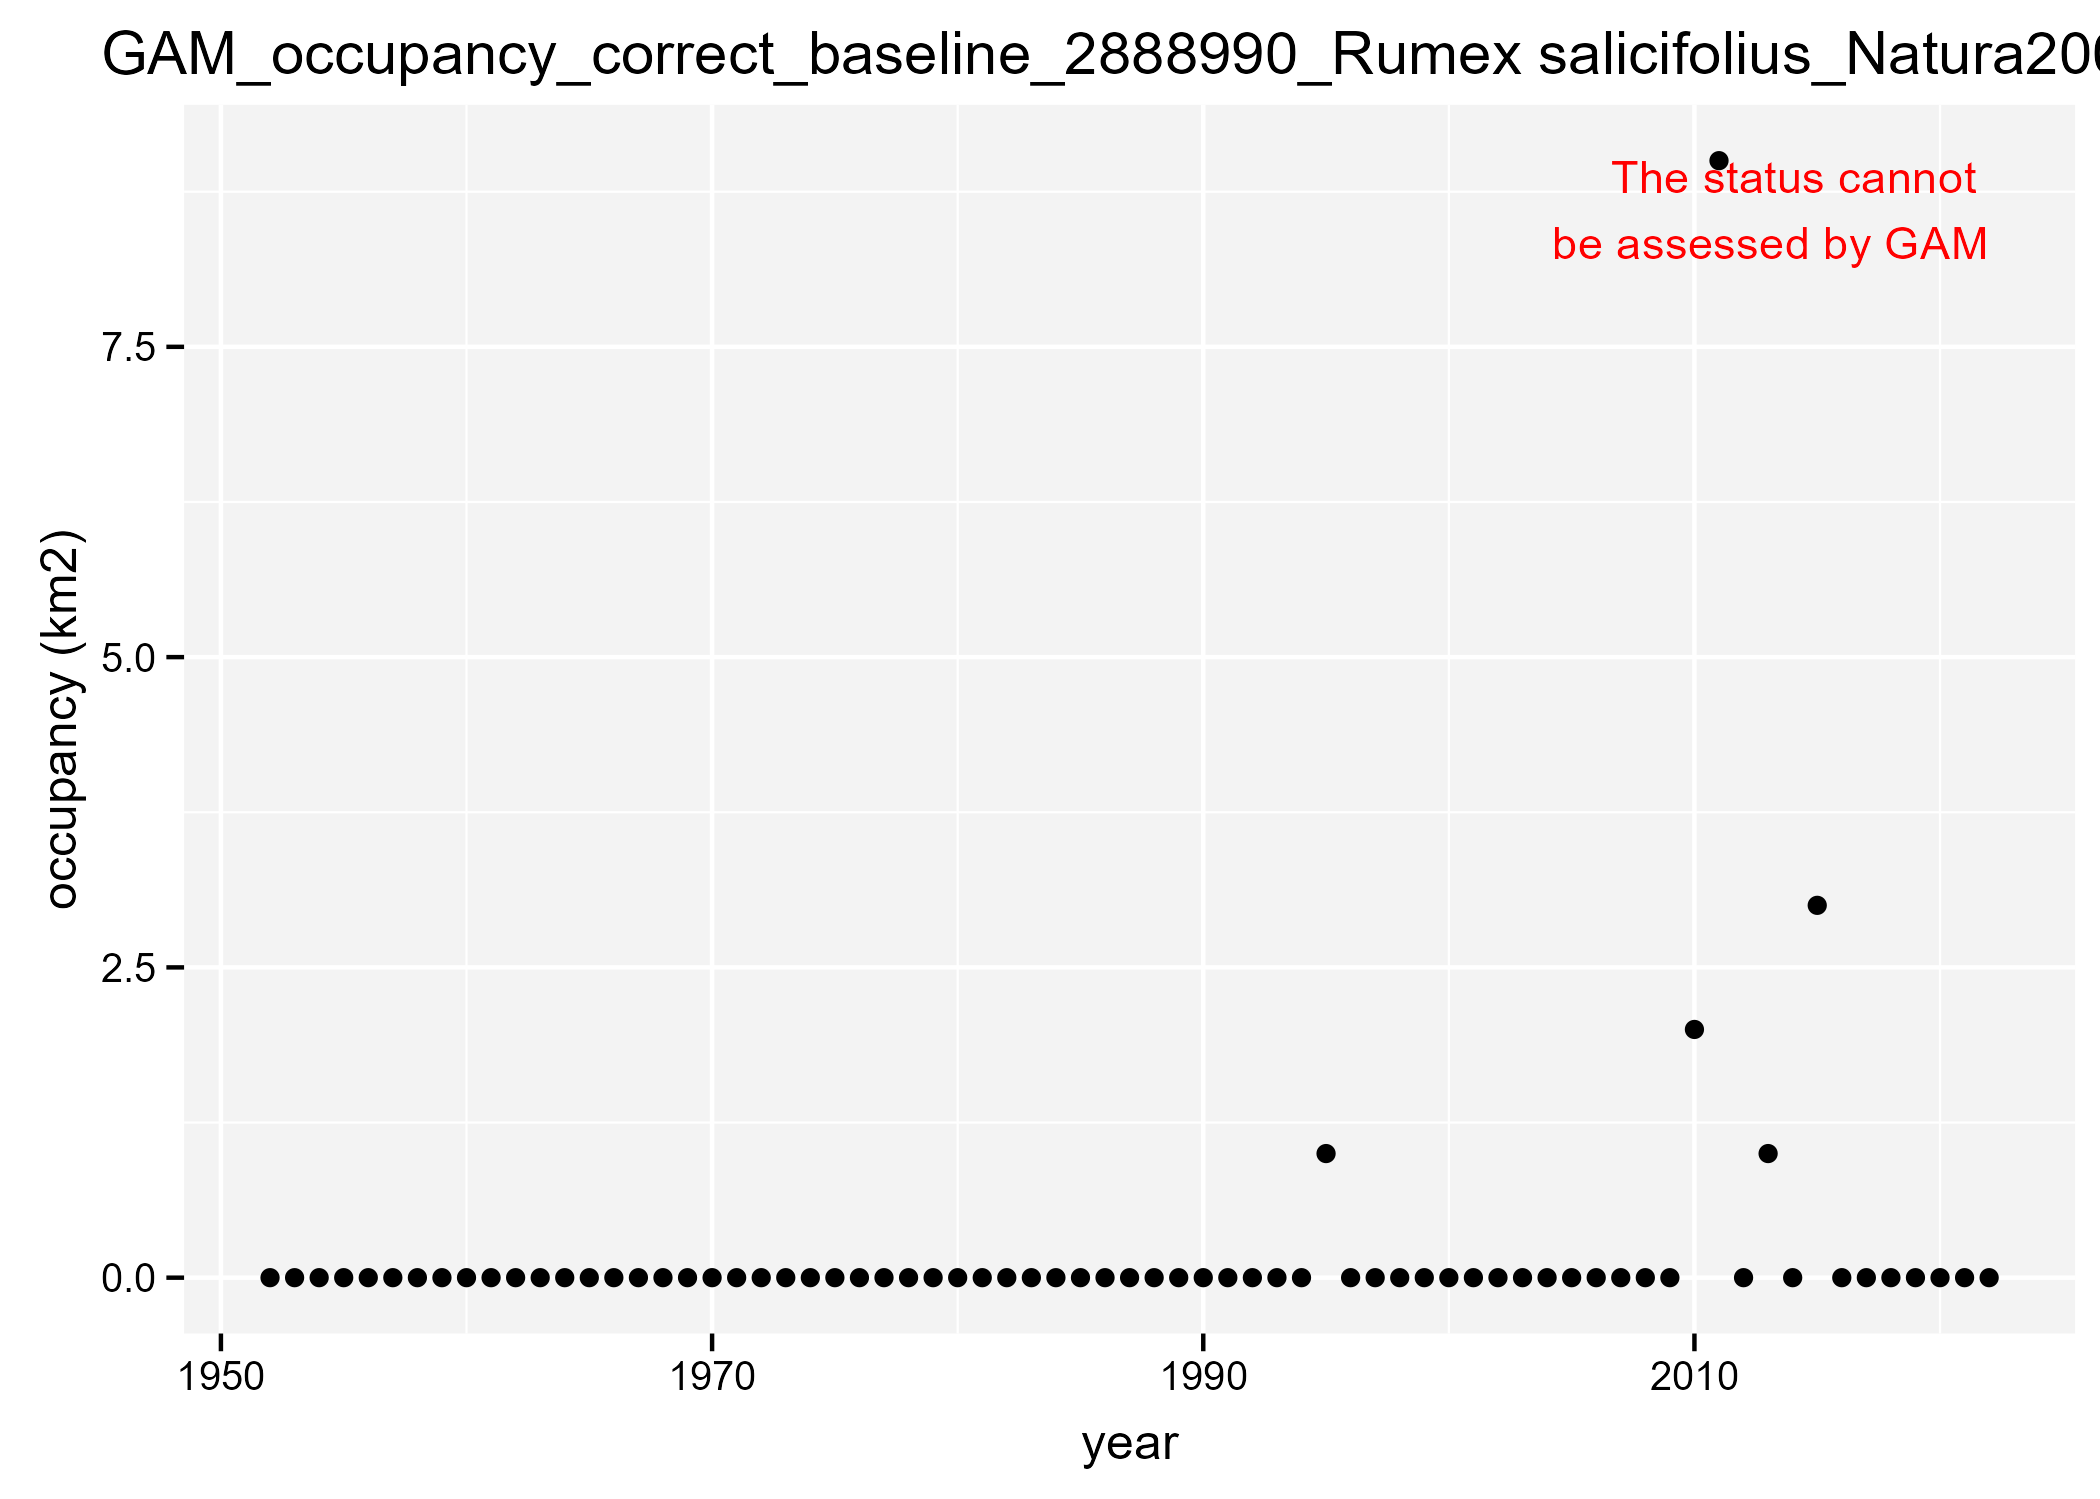 GAM_occupancy_correct_baseline_2888990_Rumex salicifolius_Natura200
The status cannot
be assessed by GAM
7.5
5.0
2.5
0.0
occupancy (km2)
1950 1970 1990 2010
year